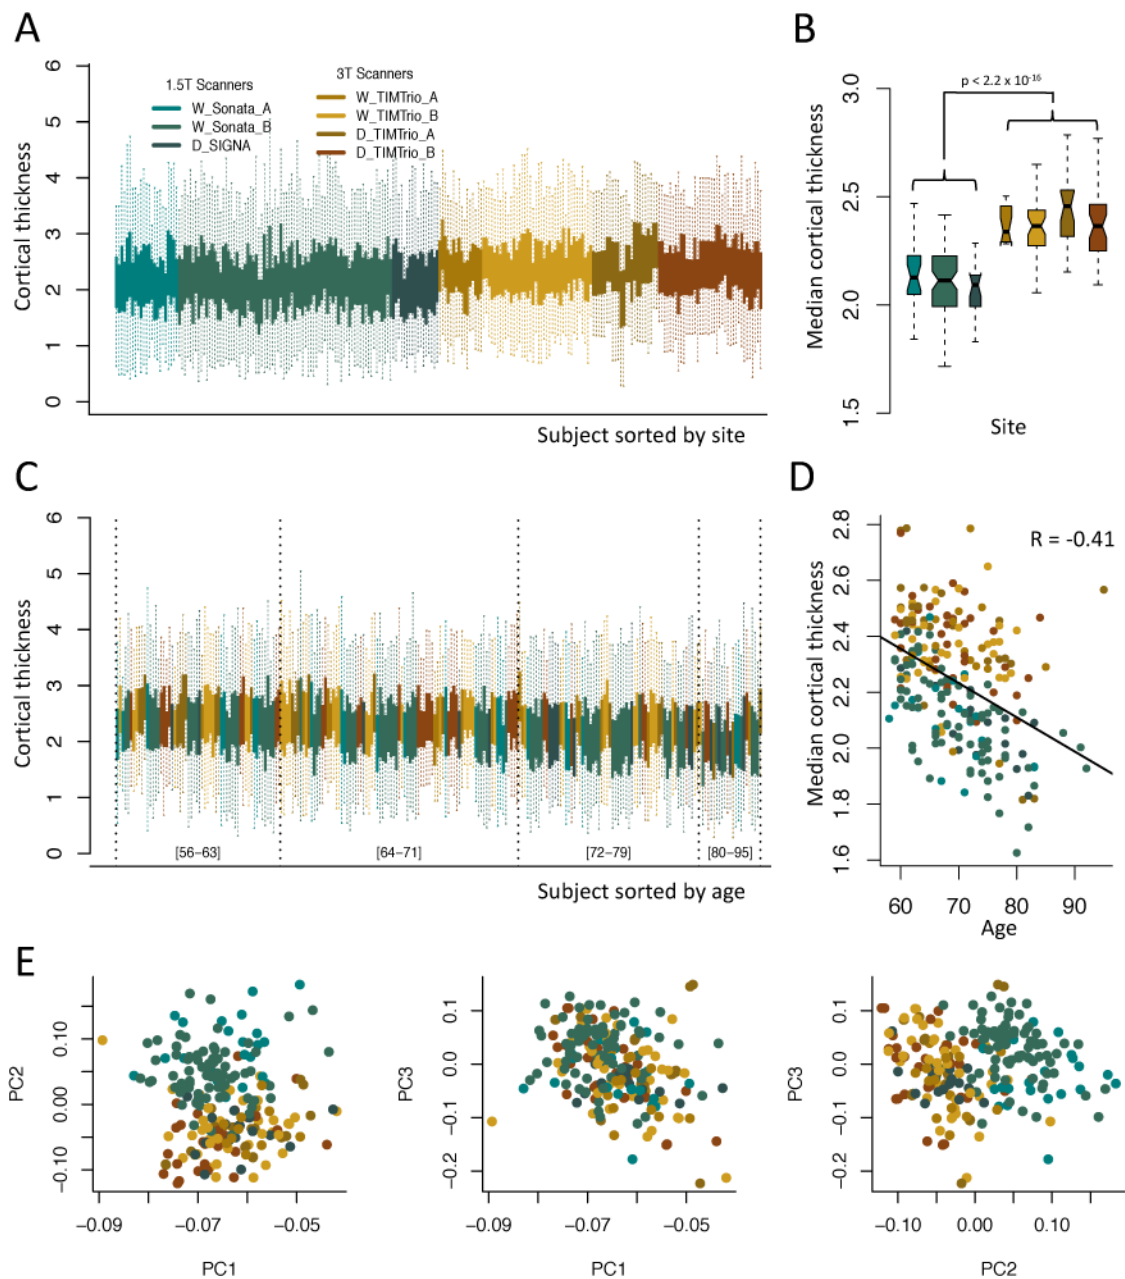 A
6
5
4
3
2
1
0
Cortical thickness
1.5T Scanners
W_Sonata_A
W_Sonata_B
D_SIGNA
3T Scanners
W_TIMTrio_A
W_TIMTrio_B
D_TIMTrio_A
D_TIMTrio_B
Subject sorted by site
B
3.0
2.5
2.0
1.5
Median cortical thickness
p < 2.2 x 10-16
Site
C
6
5
4
3
2
1
0
Cortical thickness
[56–63]
[64–71]
[72–79]
[80–95]
Subject sorted by age
D
2.8
2.6
2.4
2.2
2.0
1.8
1.6
Median cortical thickness
R = -0.41
60
70
80
90
Age
E
PC2
0.10
0.00
−0.10
−0.09
−0.07
−0.05
PC1
PC3
0.1
0.0
−0.1
−0.2
−0.09
−0.07
−0.05
PC1
PC3
0.1
0.0
−0.1
−0.2
−0.10
0.00
0.10
PC2